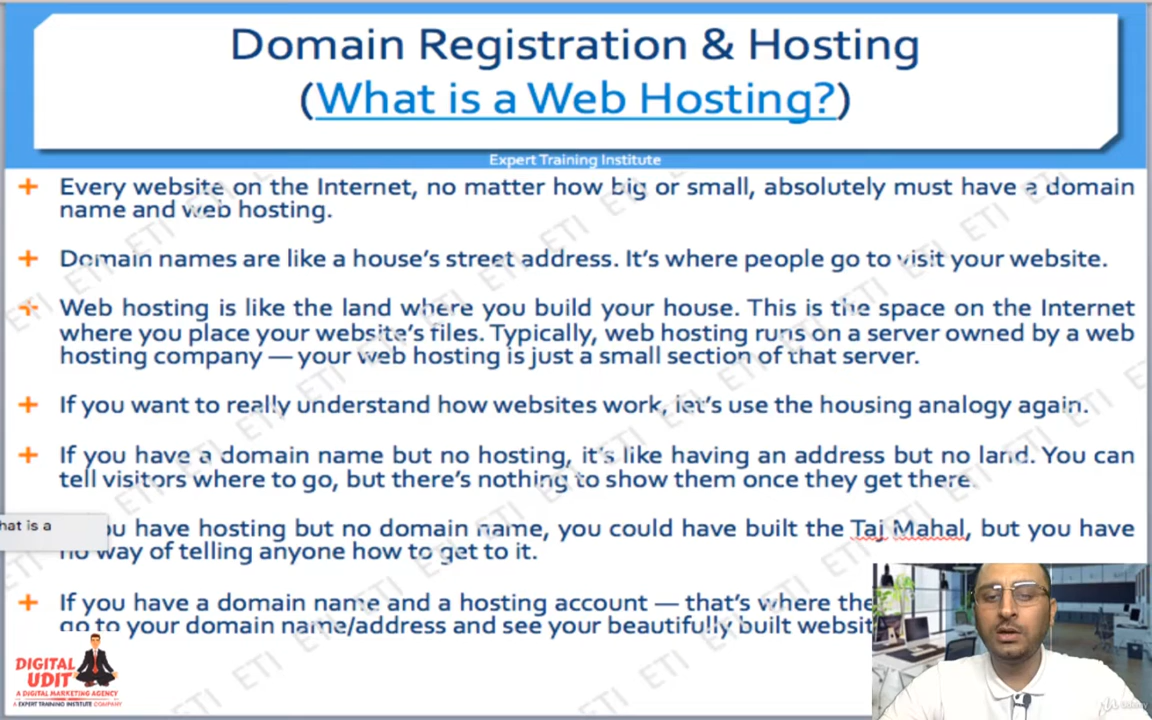 Domain Registration & Hosting
(What is a Web Hosting?)
Expert Training Institute
Every website on the Internet, no matter how big or small, absolutely must have a domain
name and web hosting.
Domain names are like a house's street address. It's where people go to visit your website.
Web hosting is like the land where you build your house. This is the space on the Internet
where you place your website's files. Typically, web hosting runs on a server owned by a web
hosting company — your web hosting is just a small section of that server.
If you want to really understand how websites work, let's use the housing analogy again.
If you have a domain name but no hosting, it's like having an address but no land. You can
tell visitors where to go, but there's nothing to show them once they get there.
hat is a
ou have hosting but no domain name, you could have built the Taj Mahal, but you have
no way of telling anyone how to get to it.
If you have a domain name and a hosting account — that's where the
go to your domain name/address and see your beautifully built websit
DIGITAL
UDIT
A DIGITAL MARKETING AGENCY
A EXPERT TRAINING INSTITUTE COMPANY
ETI ETI ETI ETI
Udemy